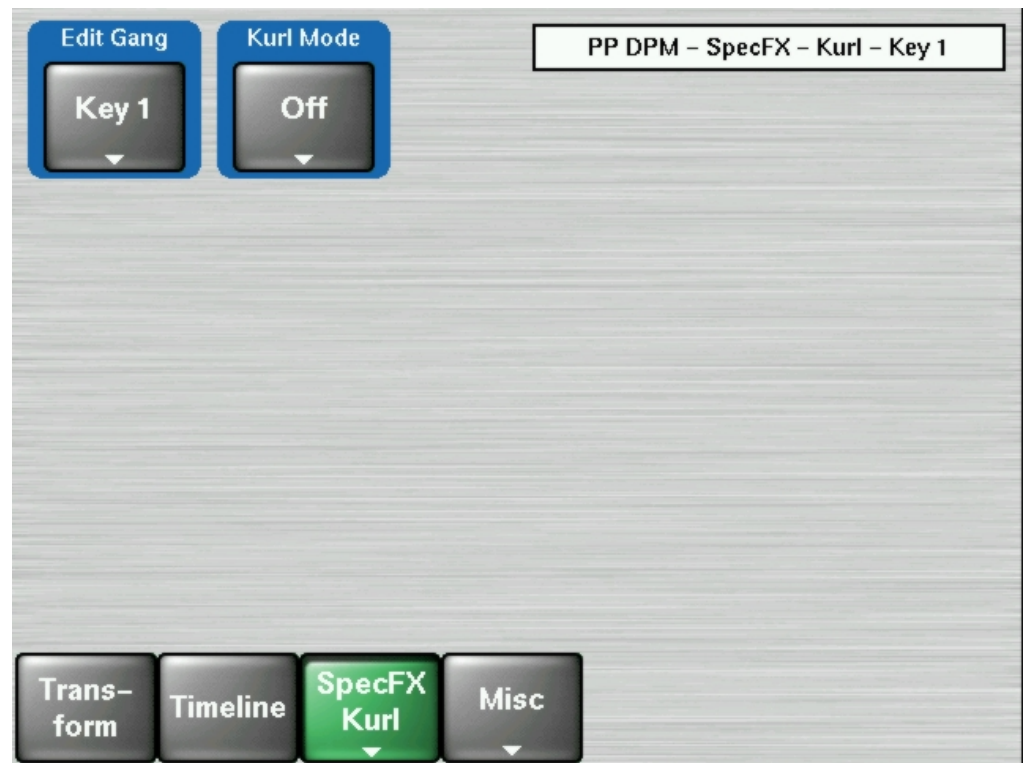 Edit Gang
Kurl Mode
PP DPM – SpecFX – Kurl – Key 1
Key 1
Off
Trans–
form
Timeline
SpecFX
Kurl
Misc